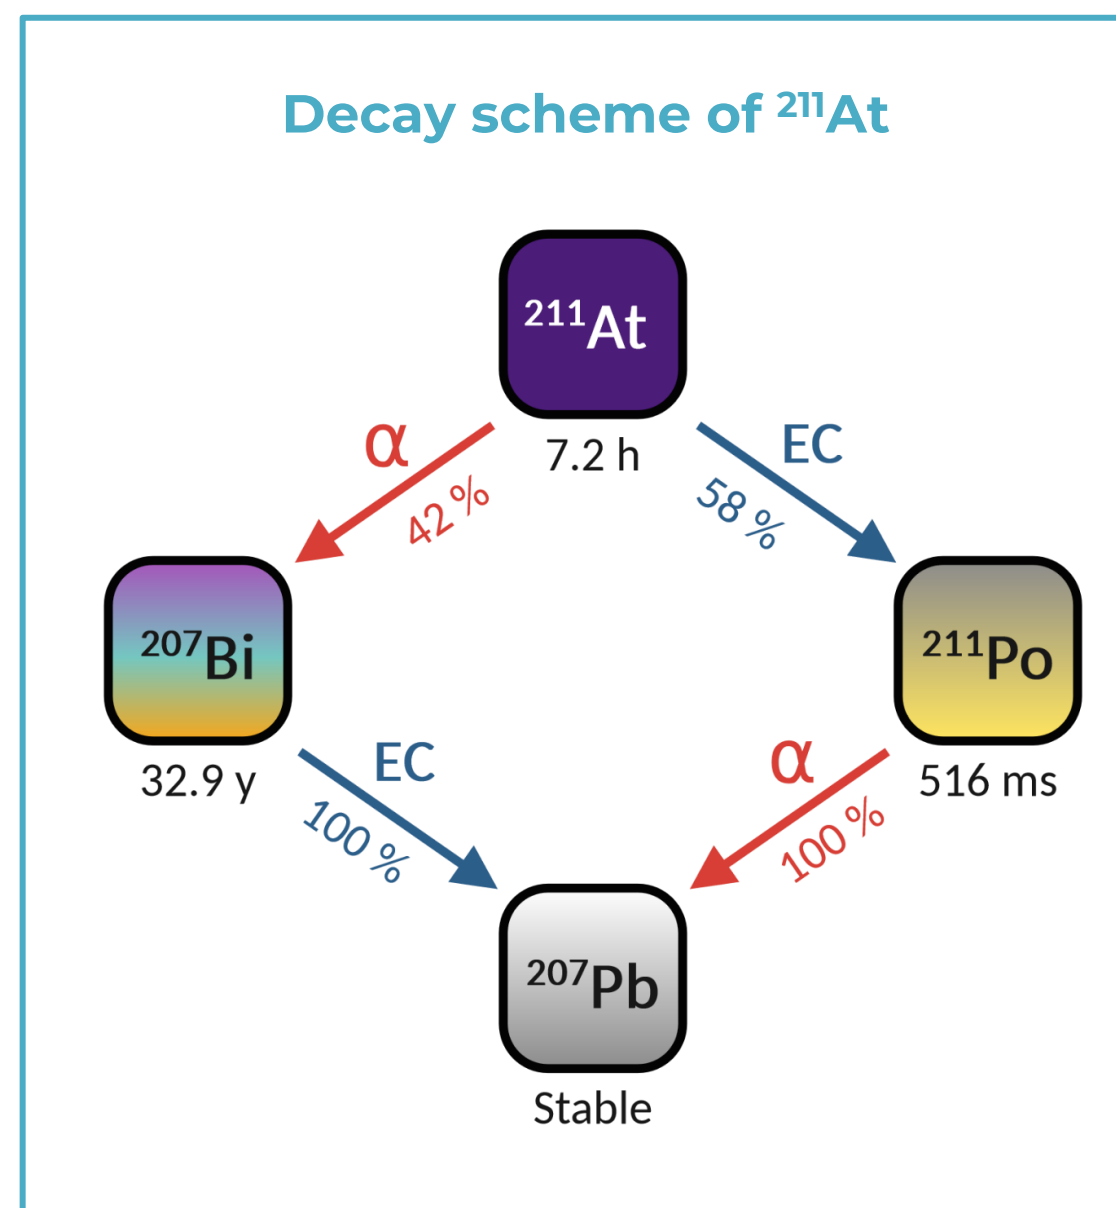 Decay scheme of ²¹¹At
²¹¹At
7.2 h
α
42 %
EC
58 %
²⁰⁷Bi
32.9 y
²¹¹Po
516 ms
EC
100 %
α
100 %
²⁰⁷Pb
Stable